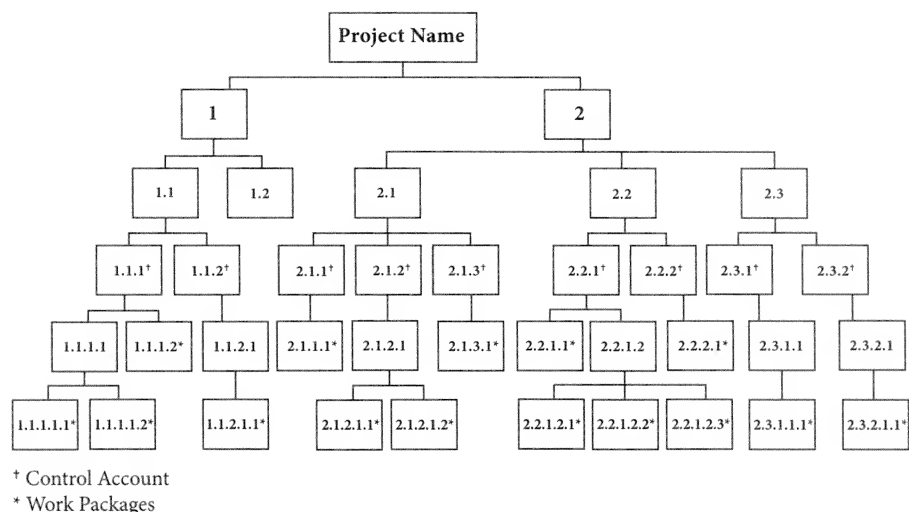 Project Name
1 2
1.1 1.2 2.1 2.2 2.3
1.1.1† 1.1.2† 2.1.1† 2.1.2† 2.1.3† 2.2.1† 2.2.2† 2.3.1† 2.3.2†
1.1.1.1 1.1.1.2* 1.1.2.1 2.1.1.1* 2.1.2.1 2.1.3.1* 2.2.1.1* 2.2.1.2 2.2.2.1* 2.3.1.1 2.3.2.1
1.1.1.1.1* 1.1.1.1.2* 1.1.2.1.1* 2.1.2.1.1* 2.1.2.1.2* 2.2.1.2.1* 2.2.1.2.2* 2.2.1.2.3* 2.3.1.1.1* 2.3.2.1.1*
† Control Account
* Work Packages